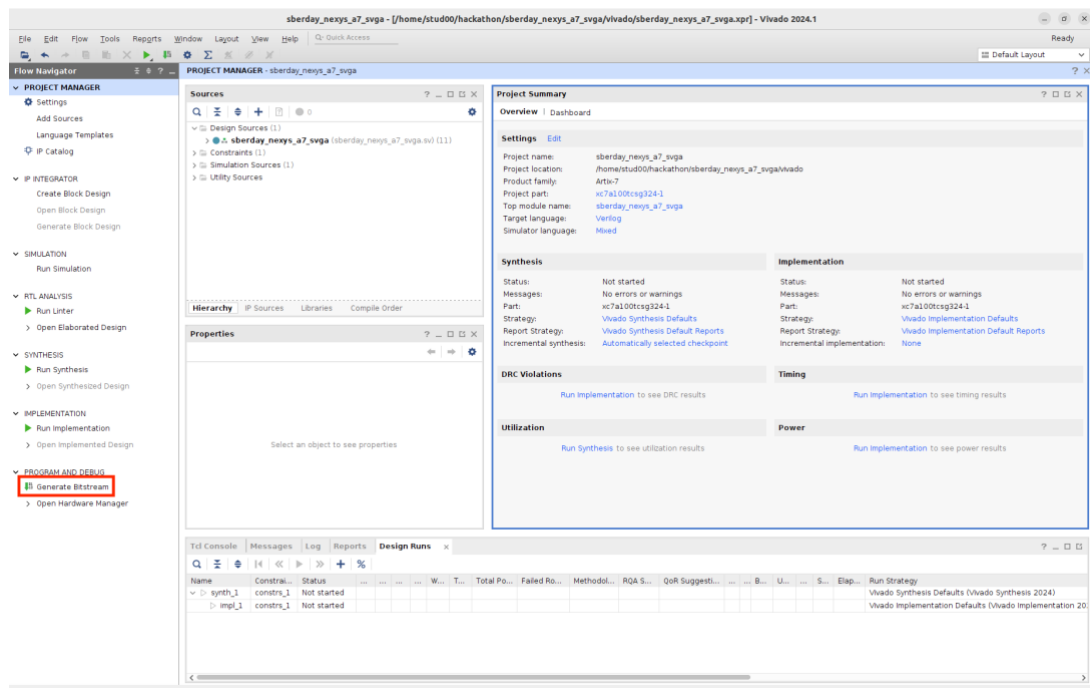 sberday_nexys_a7_svga - [/home/stud00/hackathon/sberday_nexys_a7_svga/vivado/sberday_nexys_a7_svga.xpr] - Vivado 2024.1
File Edit Flow Tools Reports Window Layout View Help Quick Access Ready
Default Layout
Flow Navigator
PROJECT MANAGER
Settings
Add Sources
Language Templates
IP Catalog
IP INTEGRATOR
Create Block Design
Open Block Design
Generate Block Design
SIMULATION
Run Simulation
RTL ANALYSIS
Run Linter
Open Elaborated Design
SYNTHESIS
Run Synthesis
Open Synthesized Design
IMPLEMENTATION
Run Implementation
Open Implemented Design
PROGRAM AND DEBUG
Generate Bitstream
Open Hardware Manager
PROJECT MANAGER - sberday_nexys_a7_svga
Sources
0
Design Sources (1)
sberday_nexys_a7_svga (sberday_nexys_a7_svga.sv) (11)
Constraints (1)
Simulation Sources (1)
Utility Sources
Hierarchy IP Sources Libraries Compile Order
Properties
Select an object to see properties
Project Summary
Overview | Dashboard
Settings Edit
Project name: sberday_nexys_a7_svga
Project location: /home/stud00/hackathon/sberday_nexys_a7_svga/vivado
Product family: Artix-7
Project part: xc7a100tcsg324-1
Top module name: sberday_nexys_a7_svga
Target language: Verilog
Simulator language: Mixed
Synthesis
Status: Not started
Messages: No errors or warnings
Part: xc7a100tcsg324-1
Strategy: Vivado Synthesis Defaults
Report Strategy: Vivado Synthesis Default Reports
Incremental synthesis: Automatically selected checkpoint
Implementation
Status: Not started
Messages: No errors or warnings
Part: xc7a100tcsg324-1
Strategy: Vivado Implementation Defaults
Report Strategy: Vivado Implementation Default Reports
Incremental implementation: None
DRC Violations
Run Implementation to see DRC results
Timing
Run Implementation to see timing results
Utilization
Run Synthesis to see utilization results
Power
Run Implementation to see power results
Tcl Console Messages Log Reports Design Runs
Name Constrai... Status ... ... ... ... W... T... Total Po... Failed Ro... Methodol... RQA S... QoR Suggesti... ... ... B... U... ... S... Elap... Run Strategy
synth_1 constrs_1 Not started Vivado Synthesis Defaults (Vivado Synthesis 2024)
impl_1 constrs_1 Not started Vivado Implementation Defaults (Vivado Implementation 20